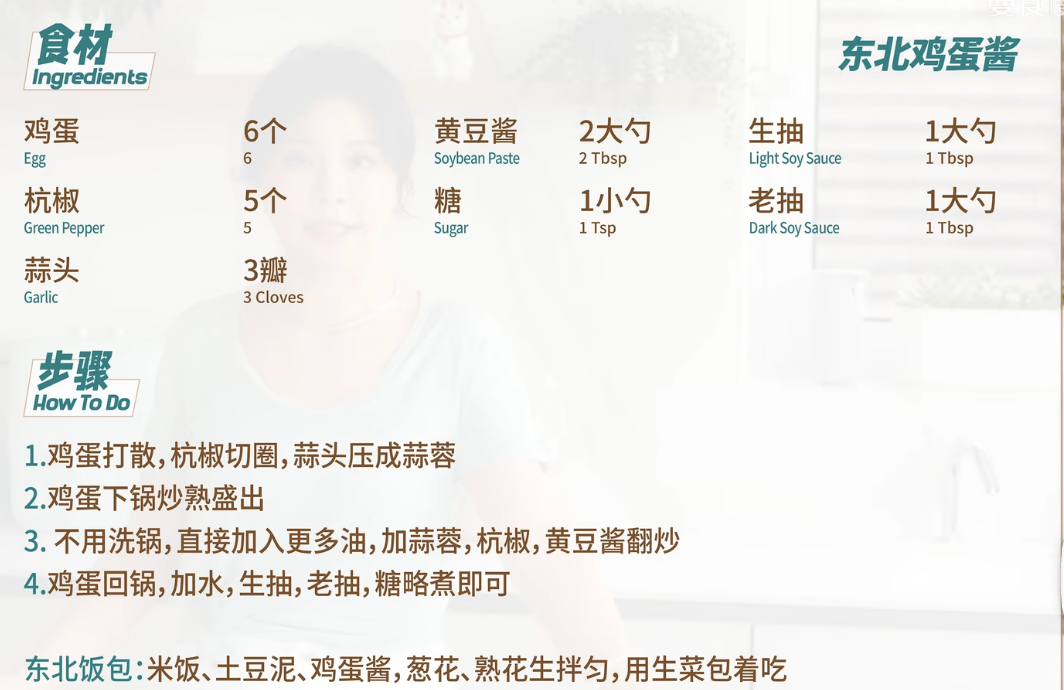 食材
Ingredients
东北鸡蛋酱
鸡蛋 6个 黄豆酱 2大勺 生抽 1大勺
Egg 6 Soybean Paste 2 Tbsp Light Soy Sauce 1 Tbsp
杭椒 5个 糖 1小勺 老抽 1大勺
Green Pepper 5 Sugar 1 Tsp Dark Soy Sauce 1 Tbsp
蒜头 3瓣
Garlic 3 Cloves
步骤
How To Do
1.鸡蛋打散，杭椒切圈，蒜头压成蒜蓉
2.鸡蛋下锅炒熟盛出
3. 不用洗锅，直接加入更多油，加蒜蓉，杭椒，黄豆酱翻炒
4.鸡蛋回锅，加水，生抽，老抽，糖略煮即可
东北饭包：米饭、土豆泥、鸡蛋酱，葱花、熟花生拌匀，用生菜包着吃